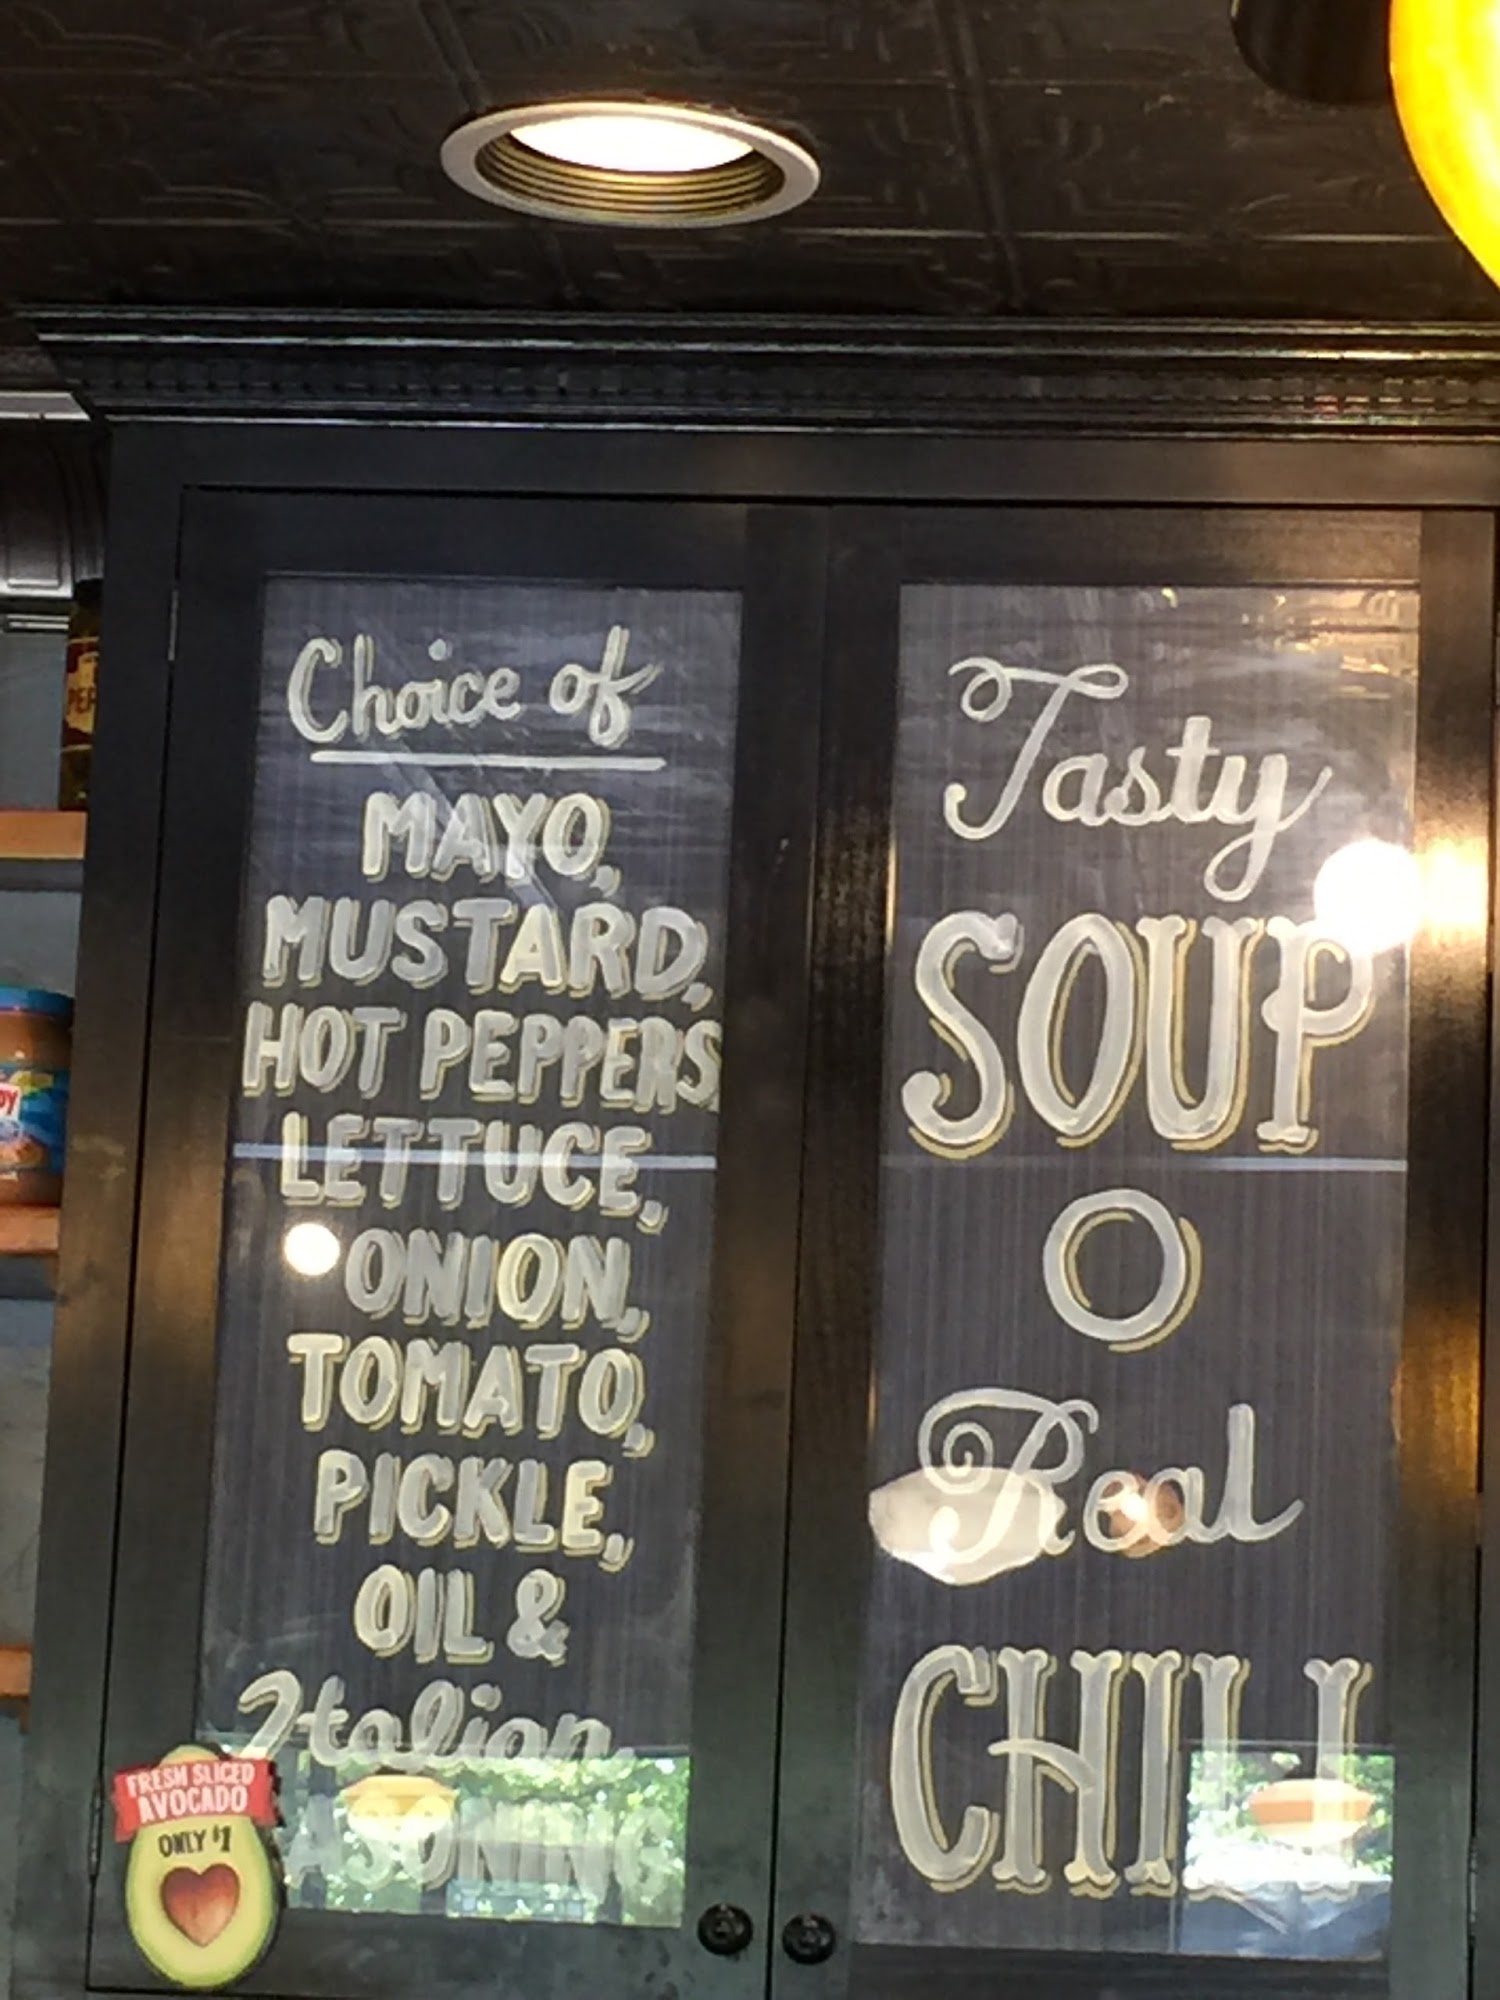 Choice of
MAYO,
MUSTARD,
HOT PEPPERS
LETTUCE,
ONION,
TOMATO,
PICKLE,
OIL &
Italian
FRESH SLICED
AVOCADO
ONLY $1
Tasty
SOUP
O
Real
CHILI